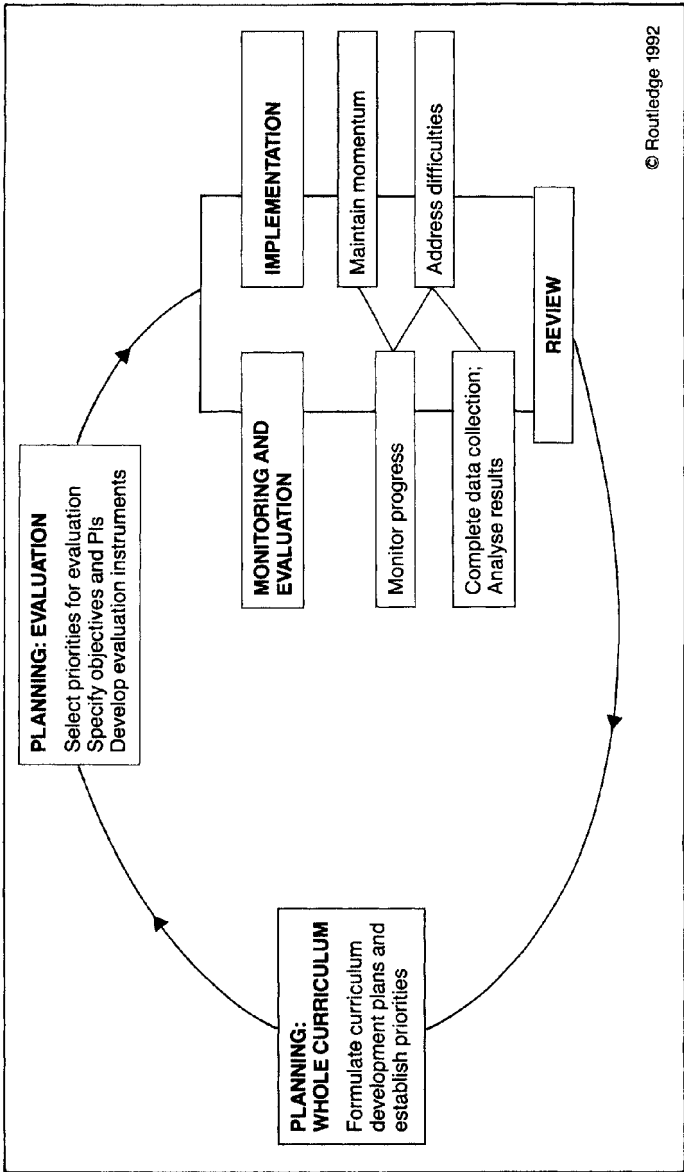 PLANNING: EVALUATION
Select priorities for evaluation
Specify objectives and PIs
Develop evaluation instruments
PLANNING:
WHOLE CURRICULUM
Formulate curriculum
development plans and
establish priorities
MONITORING AND
EVALUATION
IMPLEMENTATION
Monitor progress
Maintain momentum
Complete data collection;
Analyse results
Address difficulties
REVIEW
© Routledge 1992